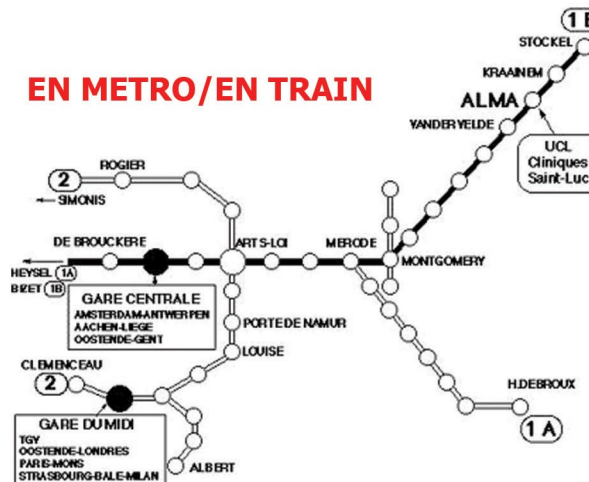 1 B
STOCKEL
KRAAINEM
EN METRO/EN TRAIN
ALMA
VANDERVELDE
UCL
Cliniques
Saint-Luc
ROGIER
2
SIMONIS
DE BROUCKERE
ARTS-LOI
MERODE
MONTGOMERY
HEYSEL 1A
BIZET 1B
GARE CENTRALE
AMSTERDAM-ANTWERPEN
AACHEN-LIEGE
OOSTENDE-GENT
PORTE DE NAMUR
LOUISE
CLEMENCEAU
2
H.DEBROUX
1 A
GARE DU MIDI
TGV
OOSTENDE-LONDRES
PARIS-MONS
STRASBOURG-BALE-MILAN
ALBERT